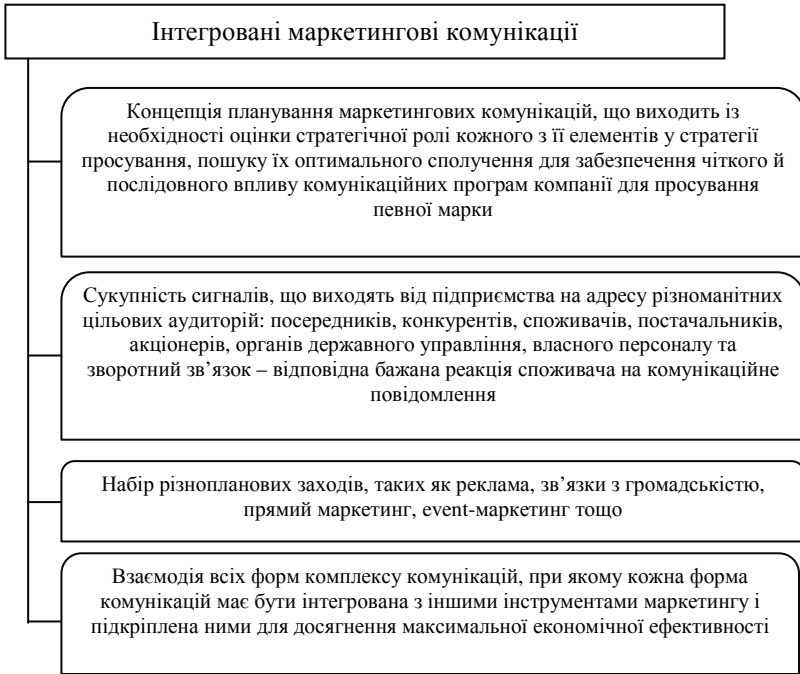 Інтегровані маркетингові комунікації
Концепція планування маркетингових комунікацій, що виходить із
необхідності оцінки стратегічної ролі кожного з її елементів у стратегії
просування, пошуку їх оптимального сполучення для забезпечення чіткого й
послідовного впливу комунікаційних програм компанії для просування
певної марки
Сукупність сигналів, що виходять від підприємства на адресу різноманітних
цільових аудиторій: посередників, конкурентів, споживачів, постачальників,
акціонерів, органів державного управління, власного персоналу та
зворотний зв’язок – відповідна бажана реакція споживача на комунікаційне
повідомлення
Набір різнопланових заходів, таких як реклама, зв’язки з громадськістю,
прямий маркетинг, event-маркетинг тощо
Взаємодія всіх форм комплексу комунікацій, при якому кожна форма
комунікацій має бути інтегрована з іншими інструментами маркетингу і
підкріплена ними для досягнення максимальної економічної ефективності